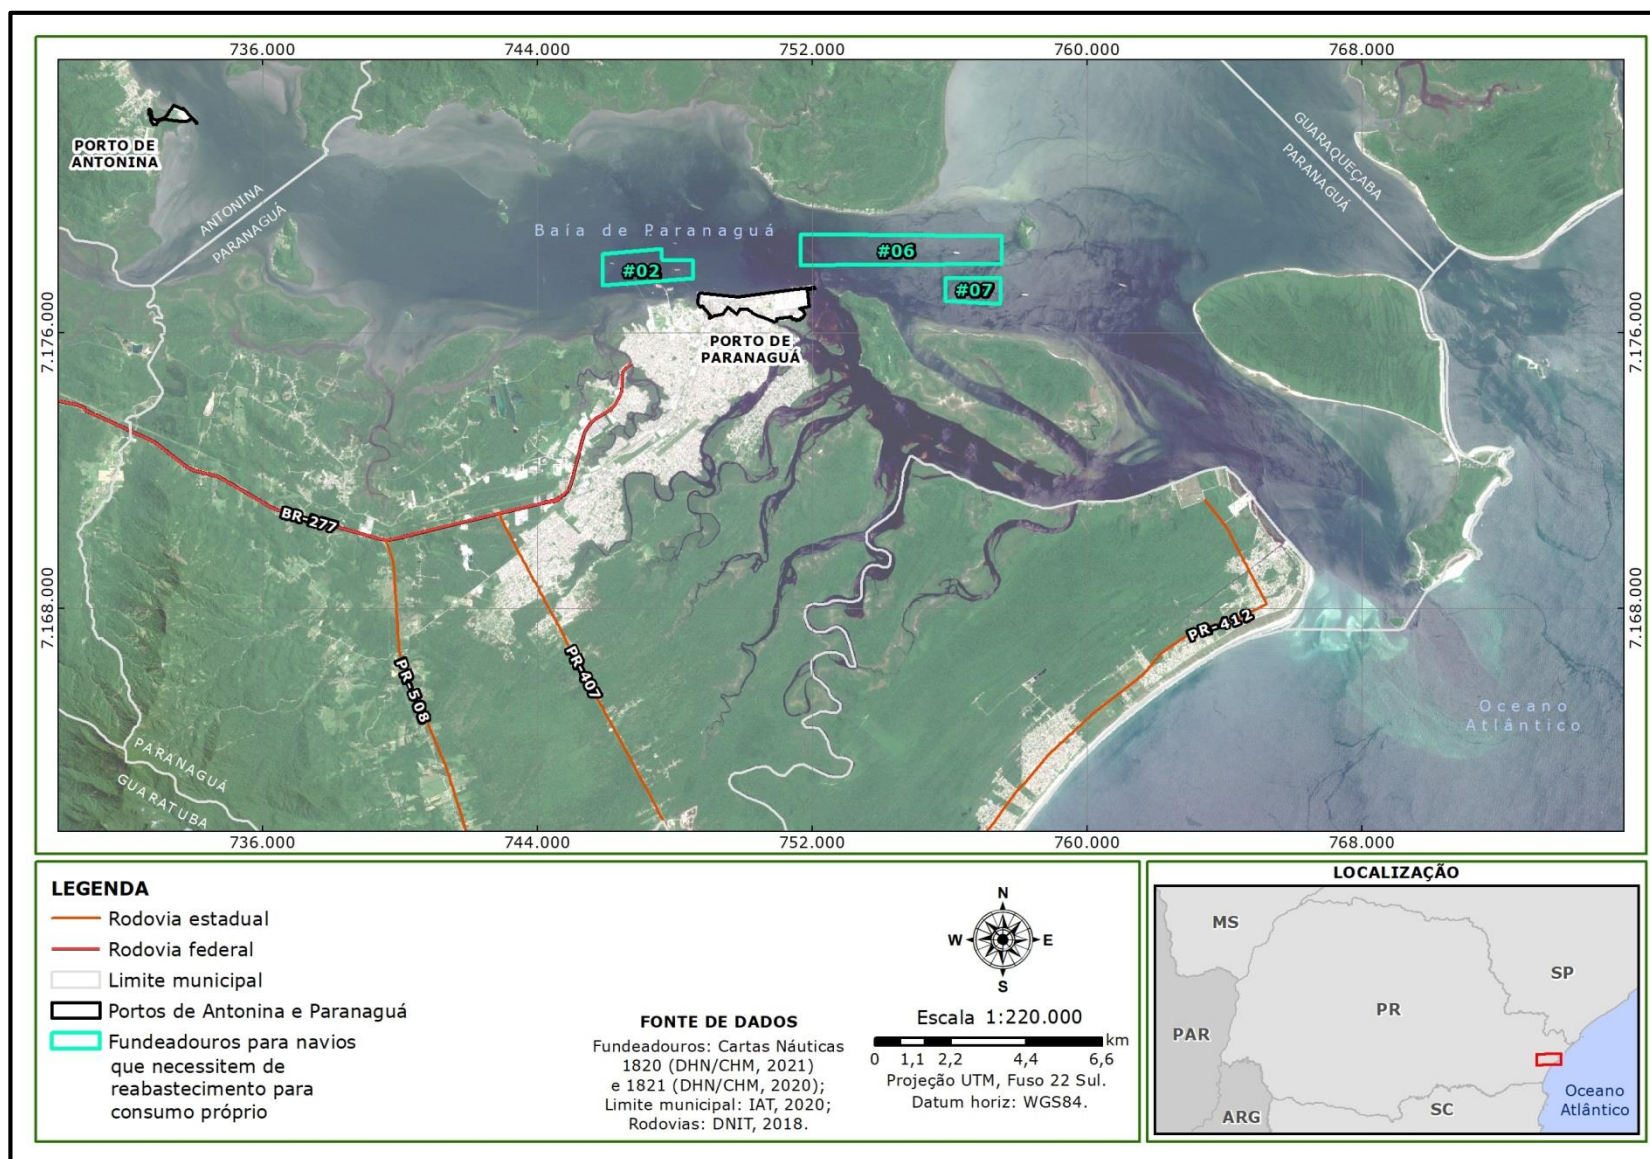 736.000
744.000
752.000
760.000
768.000
PORTO DE
ANTONINA
ANTONINA
PARANAGUÁ
GUARAQUEÇABA
PARANAGUÁ
Baía de Paranaguá
#02
#06
#07
7.176.000
7.176.000
PORTO DE
PARANAGUÁ
BR-277
PR-508
PR-407
PR-412
7.168.000
7.168.000
Oceano
Atlântico
PARANAGUÁ
GUARATUBA
736.000
744.000
752.000
760.000
768.000
LEGENDA
Rodovia estadual
Rodovia federal
Limite municipal
Portos de Antonina e Paranaguá
Fundeadouros para navios
que necessitem de
reabastecimento para
consumo próprio
FONTE DE DADOS
Fundeadouros: Cartas Náuticas
1820 (DHN/CHM, 2021)
e 1821 (DHN/CHM, 2020);
Limite municipal: IAT, 2020;
Rodovias: DNIT, 2018.
N
W
E
S
Escala 1:220.000
km
0 1,1 2,2 4,4 6,6
Projeção UTM, Fuso 22 Sul.
Datum horiz: WGS84.
LOCALIZAÇÃO
MS
SP
PR
PAR
ARG
SC
Oceano
Atlântico